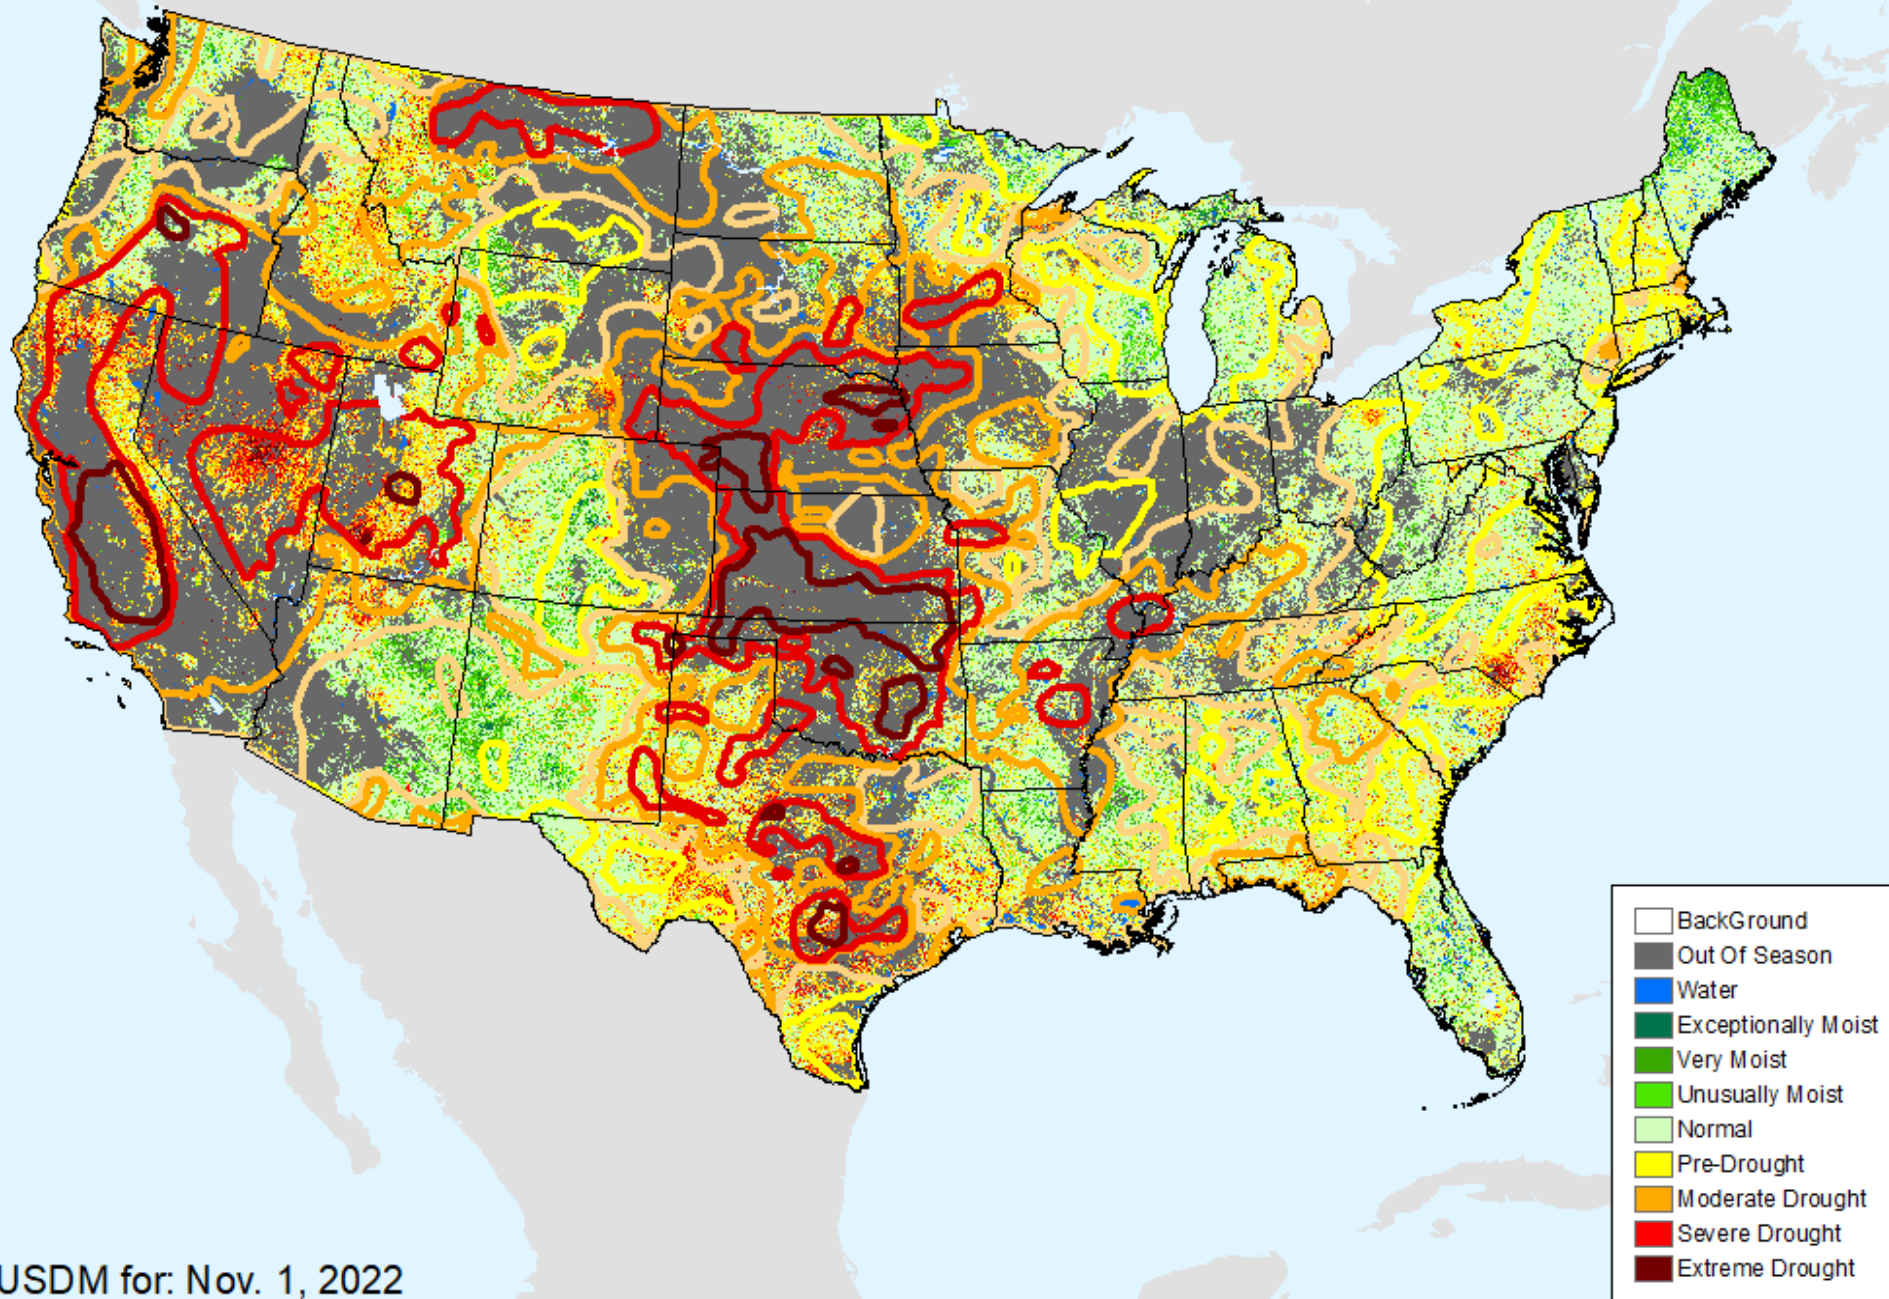 BackGround
Out Of Season
Water
Exceptionally Moist
Very Moist
Unusually Moist
Normal
Pre-Drought
Moderate Drought
Severe Drought
Extreme Drought
USDM for: Nov. 1, 2022